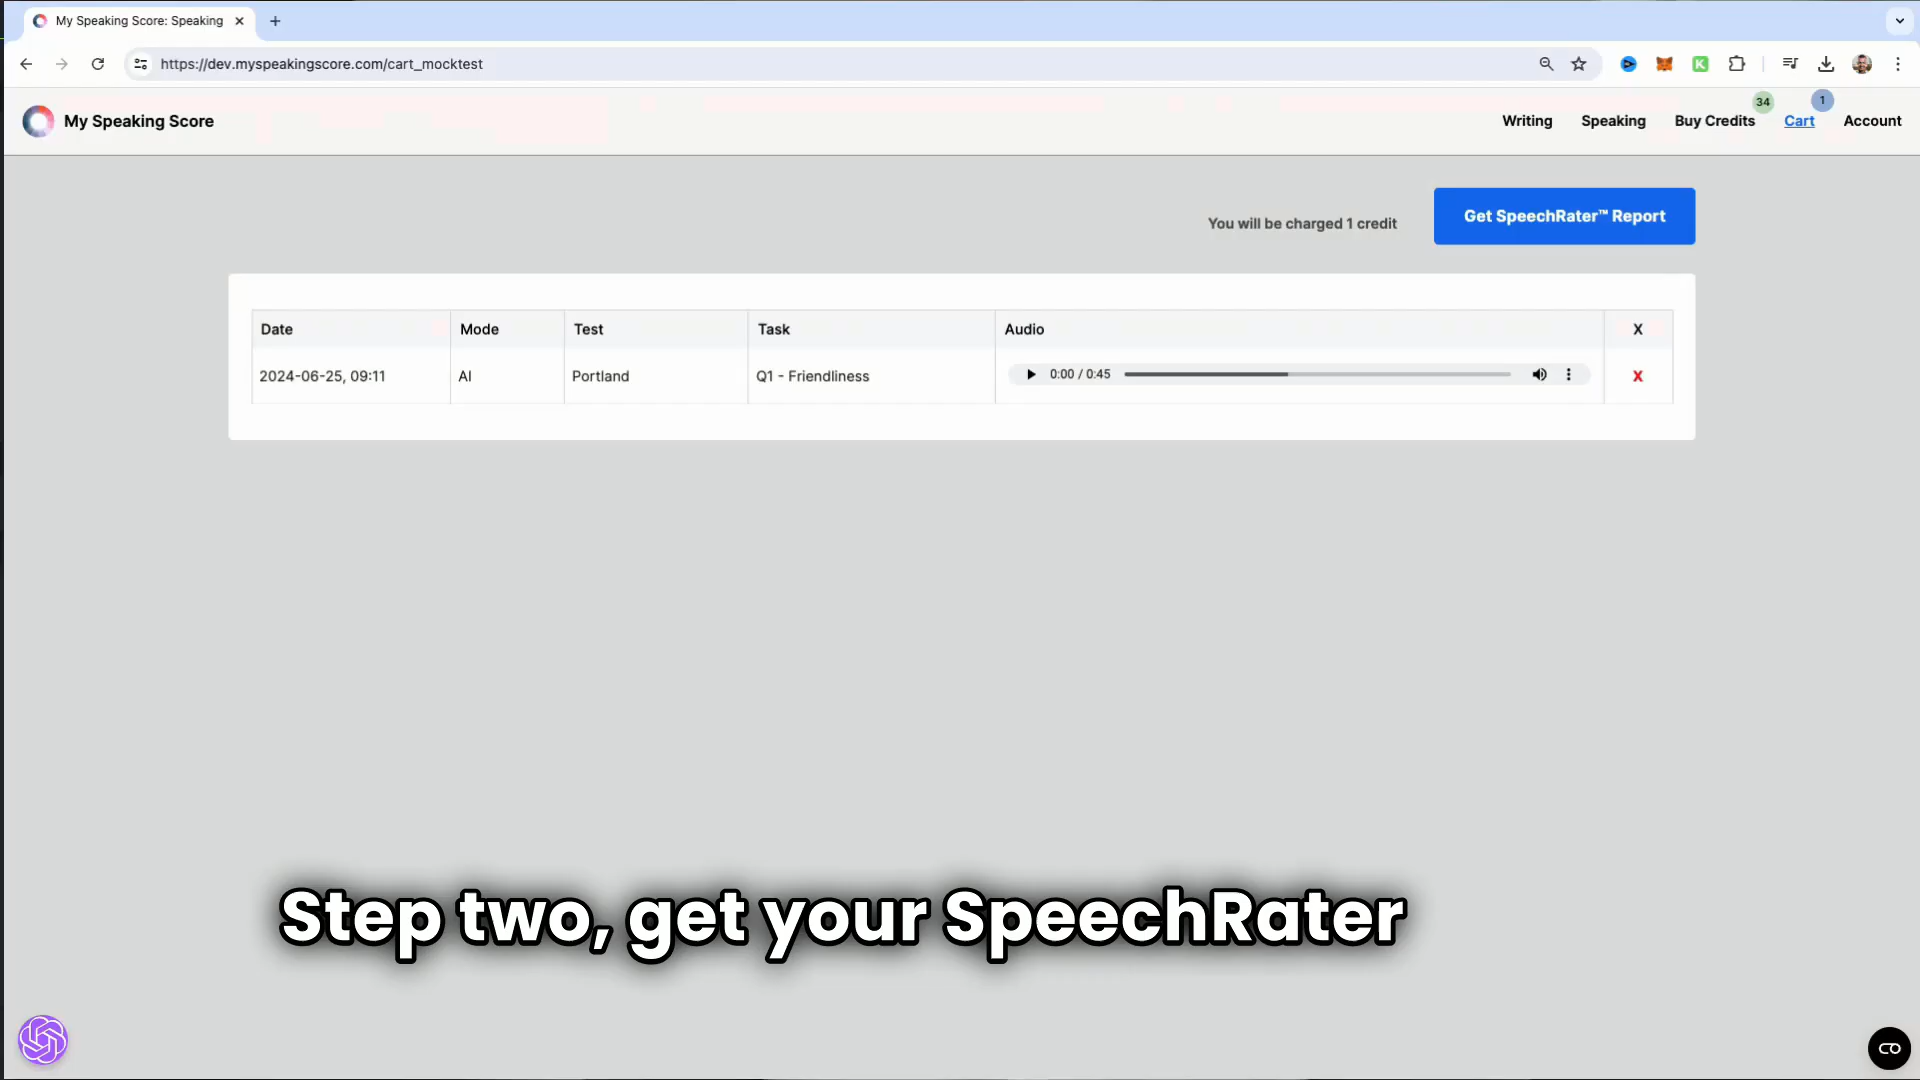 My Speaking Score: Speaking
https://dev.myspeakingscore.com/cart_mocktest
My Speaking Score
Writing
Speaking
Buy Credits
34
Cart
1
Account
You will be charged 1 credit
Get SpeechRater™ Report
Date Mode Test Task Audio X
2024-06-25, 09:11 AI Portland Q1 - Friendliness 0:00 / 0:45 X
Step two, get your SpeechRater